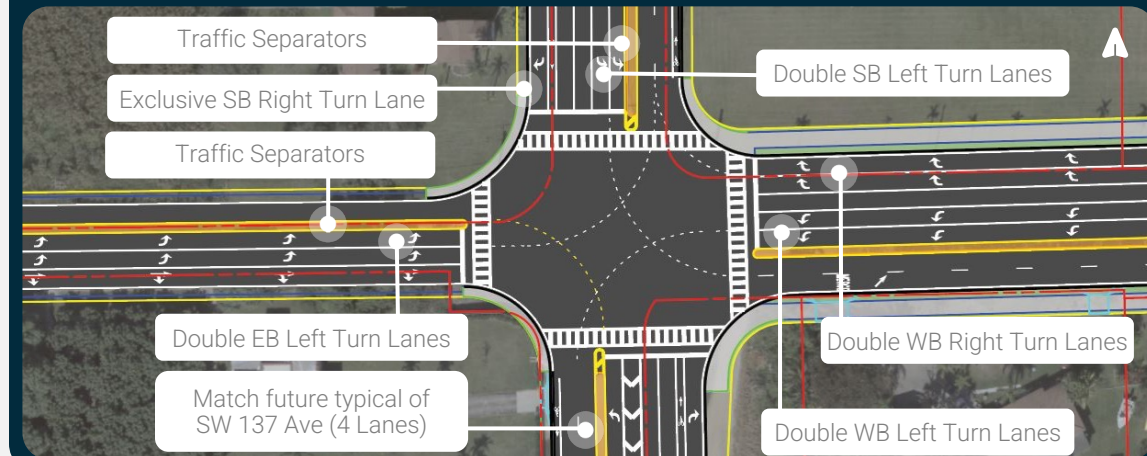 Traffic Separators
Exclusive SB Right Turn Lane
Traffic Separators
Double SB Left Turn Lanes
Double EB Left Turn Lanes
Match future typical of
SW 137 Ave (4 Lanes)
Double WB Right Turn Lanes
Double WB Left Turn Lanes